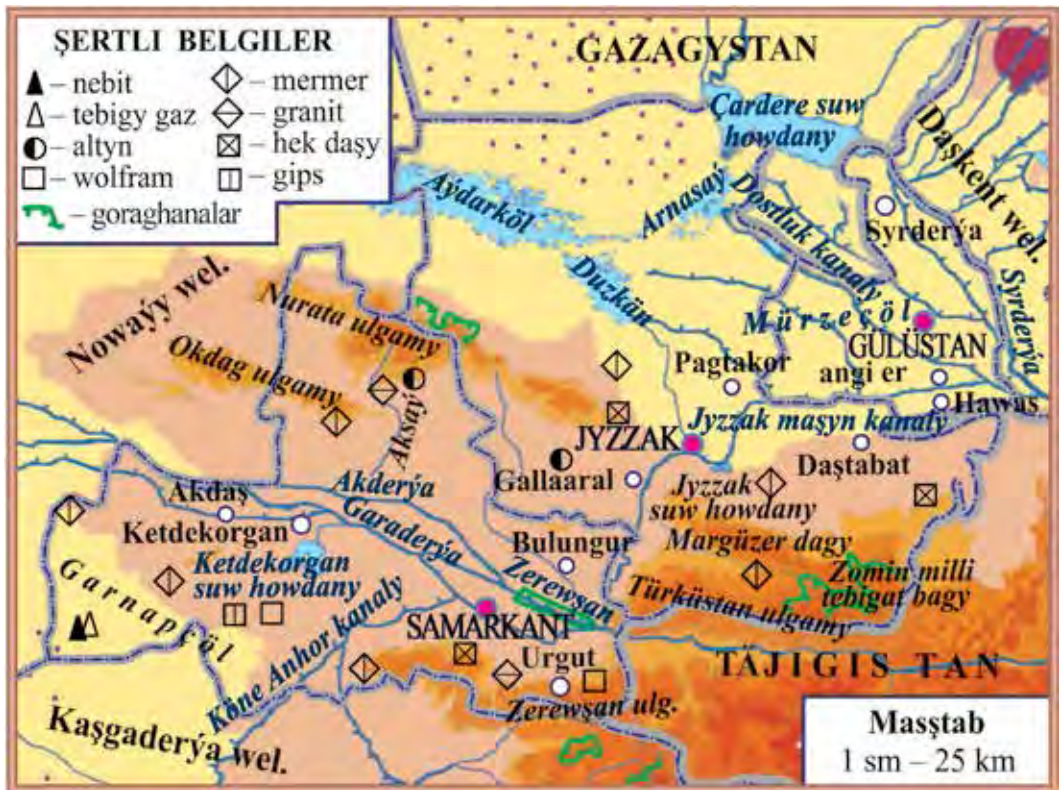 ŞERTLI BELGILER
– nebit
– tebigy gaz
– altyn
– wolfram
– mermer
– granit
– hek daşy
– gips
– goraghanalar
GAZAGYSTAN
Çardere suw
howdany
Daşkent wel.
Aýdarköl
Arnasaý
Dostluk kanaly
Syrderýa
Syrderýa
Duzkän
Nowaýy wel.
Nurata ulgamy
Okdag ulgamy
Mürzeçöl
GÜLÜSTAN
Pagtakor
angi er
Hawas
Aksaý
JYZZAK
Jyzzak maşyn kanaly
Daştabat
Gallaaral
Jyzzak
suw howdany
Akderýa
Akdaş
Garaderýa
Ketdekorgan
Bulungur
Margüzer dagy
Ketdekorgan
suw howdany
Zerewşan
Zomin milli
tebigat bagy
Türküstan ulgamy
Garnapçöl
SAMARKANT
Urgut
TÄJIGIS TAN
Köne Anhor kanaly
Zerewşan ulg.
Kaşgaderýa wel.
Masştab
1 sm – 25 km